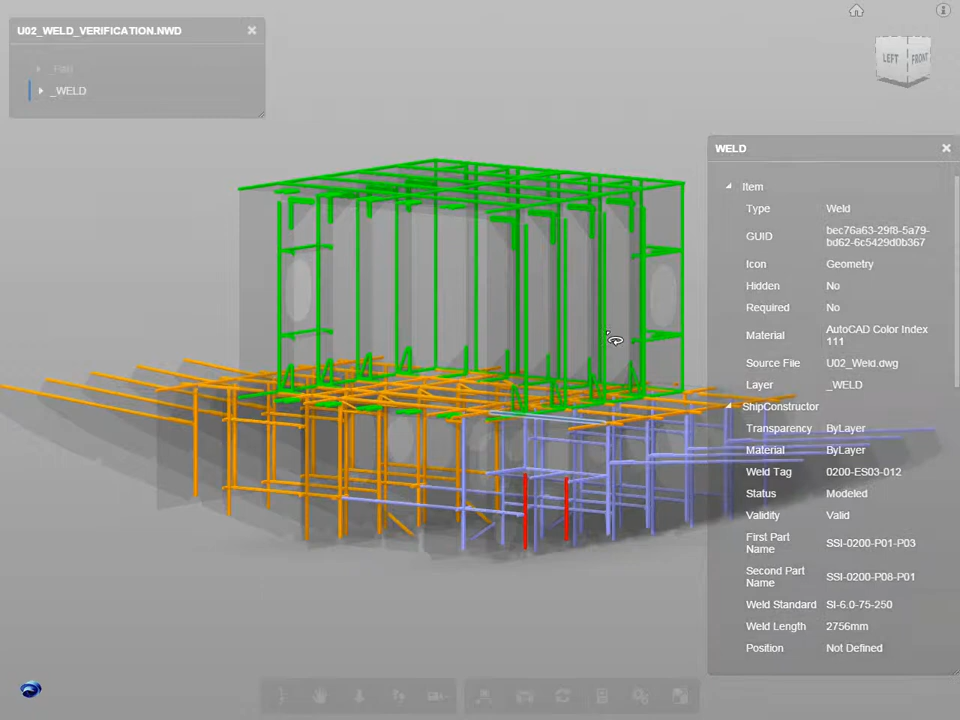 U02_WELD_VERIFICATION.NWD
Part
_WELD
LEFT
FRONT
WELD
Item
Type Weld
GUID bec76a63-29f8-5a79-
bd62-6c5429d0b367
Icon Geometry
Hidden No
Required No
Material AutoCAD Color Index
111
Source File U02_Weld.dwg
Layer _WELD
ShipConstructor
Transparency ByLayer
Material ByLayer
Weld Tag 0200-ES03-012
Status Modeled
Validity Valid
First Part
Name SSI-0200-P01-P03
Second Part
Name SSI-0200-P08-P01
Weld Standard SI-6.0-75-250
Weld Length 2756mm
Position Not Defined